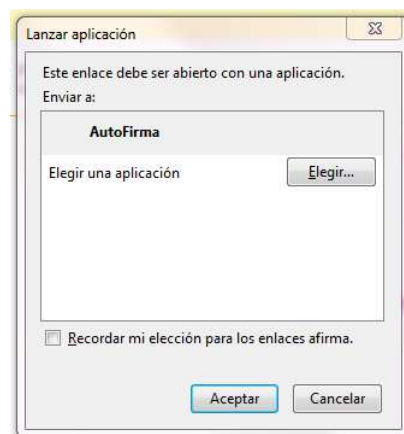 Lanzar aplicación
Este enlace debe ser abierto con una aplicación.
Enviar a:
AutoFirma
Elegir una aplicación
Elegir...
Recordar mi elección para los enlaces afirma.
Aceptar
Cancelar